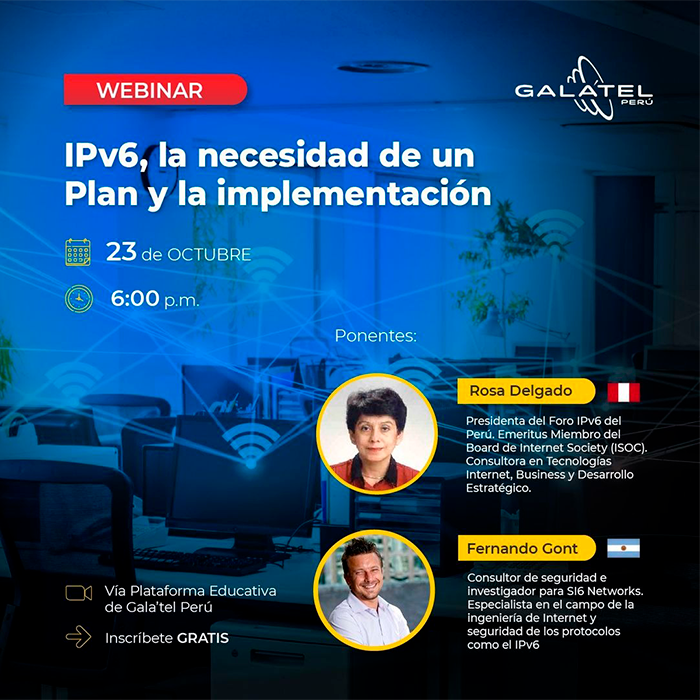 WEBINAR
GALA'TEL
PERÚ
IPv6, la necesidad de un
Plan y la implementación
23 de OCTUBRE
6:00 p.m.
Ponentes:
Rosa Delgado
Presidenta del Foro IPv6 del
Perú. Emeritus Miembro del
Board de Internet Society (ISOC).
Consultora en Tecnologías
Internet, Business y Desarrollo
Estratégico.
Fernando Gont
Consultor de seguridad e
investigador para SI6 Networks.
Especialista en el campo de la
ingeniería de Internet y
seguridad de los protocolos
como el IPv6
Vía Plataforma Educativa
de Gala'tel Perú
Inscríbete GRATIS